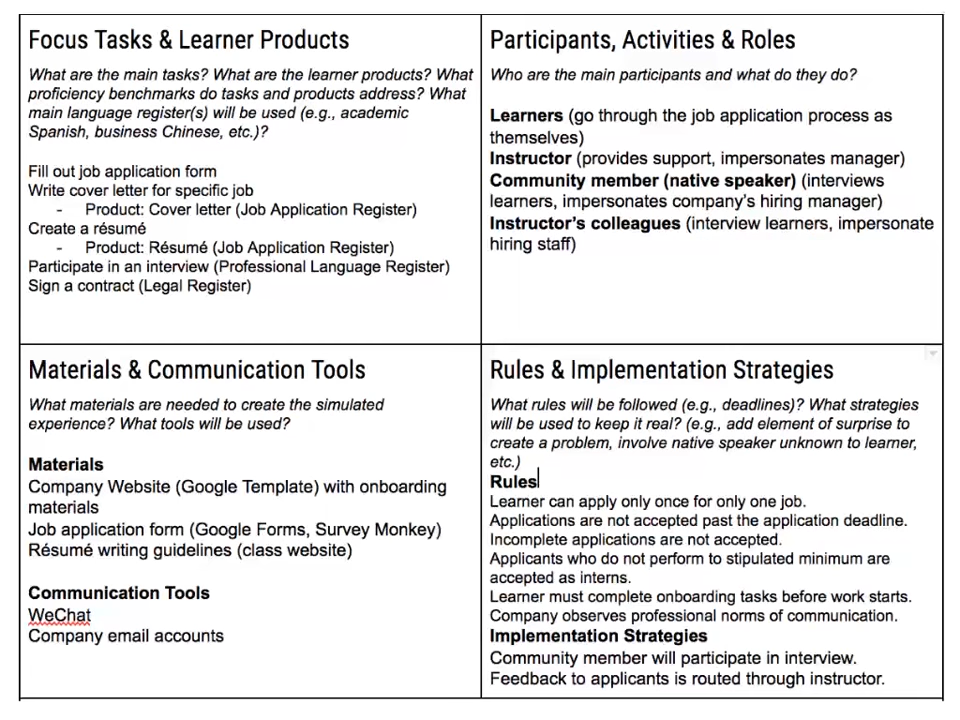 Focus Tasks & Learner Products
What are the main tasks? What are the learner products? What
proficiency benchmarks do tasks and products address? What
main language register(s) will be used (e.g., academic
Spanish, business Chinese, etc.)?
Fill out job application form
Write cover letter for specific job
- Product: Cover letter (Job Application Register)
Create a résumé
- Product: Résumé (Job Application Register)
Participate in an interview (Professional Language Register)
Sign a contract (Legal Register)
Participants, Activities & Roles
Who are the main participants and what do they do?
Learners (go through the job application process as
themselves)
Instructor (provides support, impersonates manager)
Community member (native speaker) (interviews
learners, impersonates company's hiring manager)
Instructor's colleagues (interview learners, impersonate
hiring staff)
Materials & Communication Tools
What materials are needed to create the simulated
experience? What tools will be used?
Materials
Company Website (Google Template) with onboarding
materials
Job application form (Google Forms, Survey Monkey)
Résumé writing guidelines (class website)
Communication Tools
WeChat
Company email accounts
Rules & Implementation Strategies
What rules will be followed (e.g., deadlines)? What strategies
will be used to keep it real? (e.g., add element of surprise to
create a problem, involve native speaker unknown to learner,
etc.)
Rules
Learner can apply only once for only one job.
Applications are not accepted past the application deadline.
Incomplete applications are not accepted.
Applicants who do not perform to stipulated minimum are
accepted as interns.
Learner must complete onboarding tasks before work starts.
Company observes professional norms of communication.
Implementation Strategies
Community member will participate in interview.
Feedback to applicants is routed through instructor.